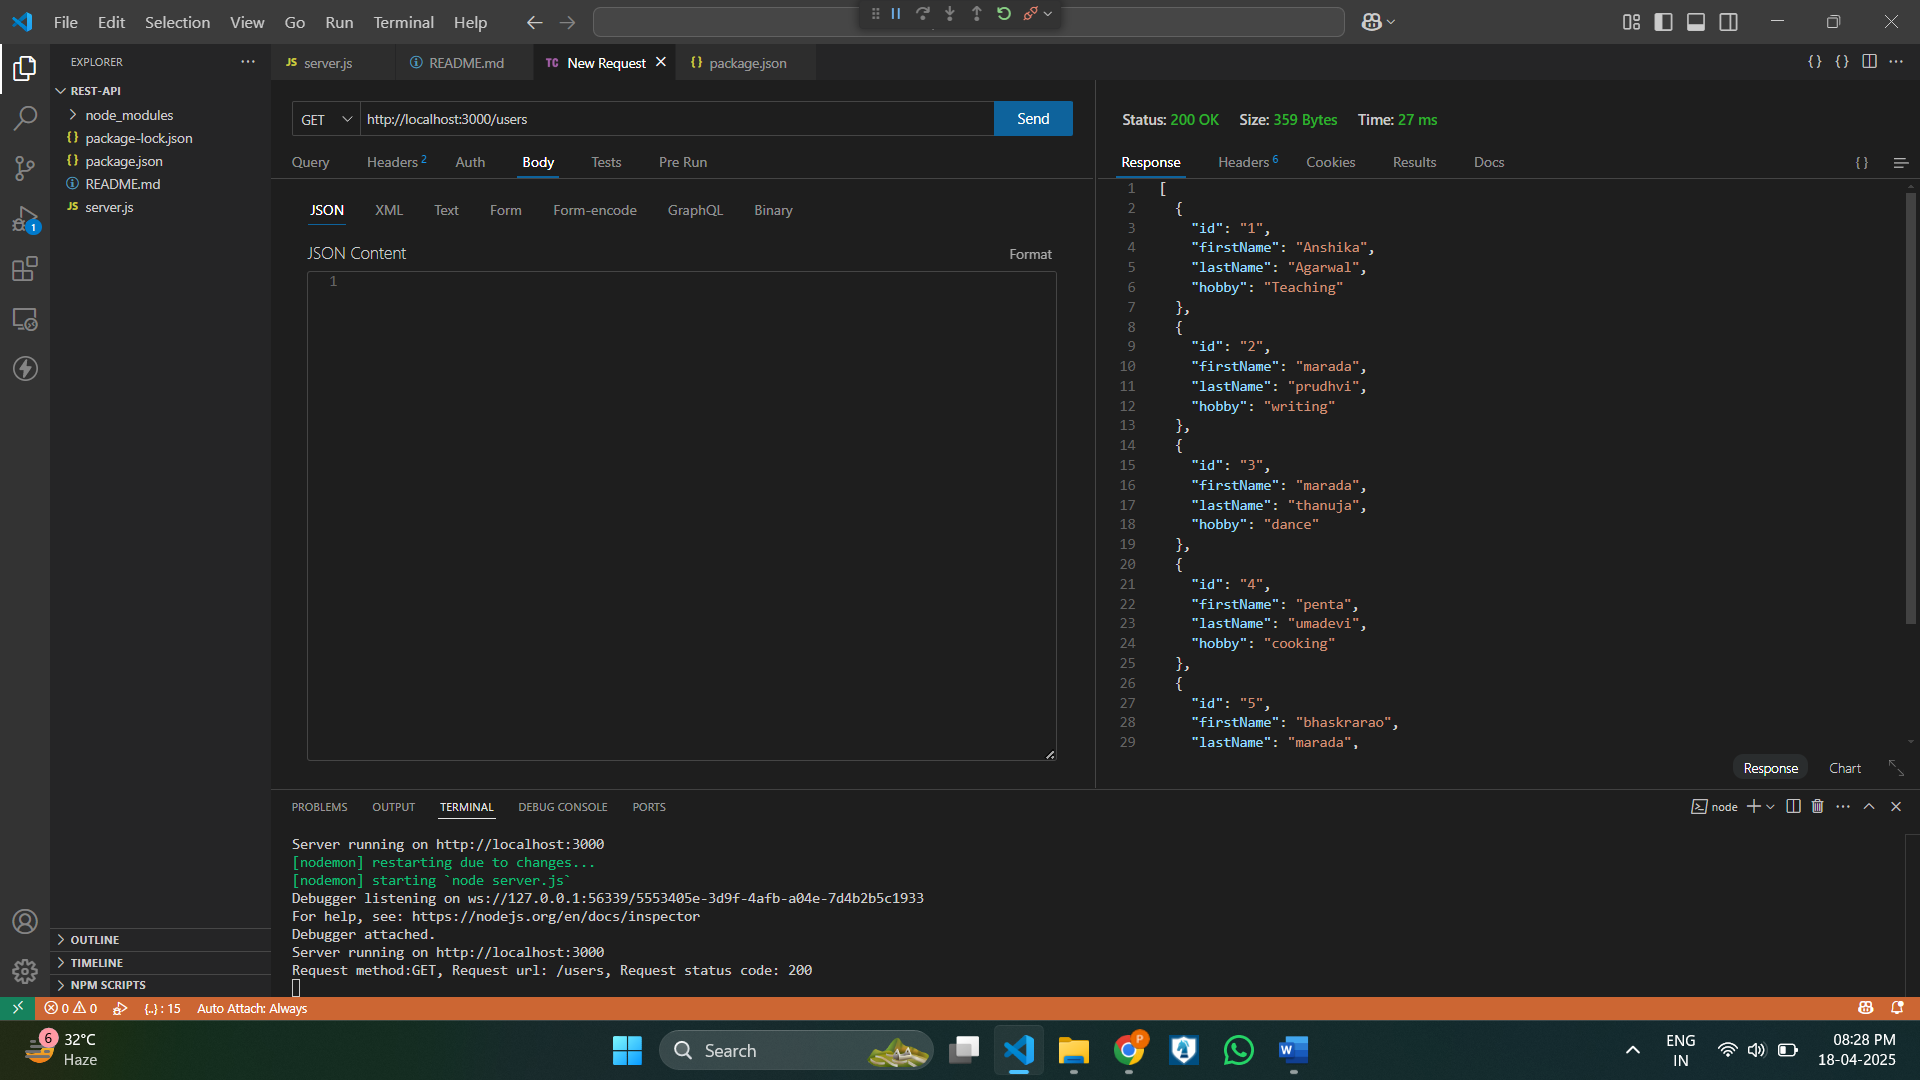 File Edit Selection View Go Run Terminal Help
EXPLORER
REST-API
node_modules
{} package-lock.json
{} package.json
README.md
JS server.js
OUTLINE
TIMELINE
NPM SCRIPTS
1
JS server.js
README.md
TC New Request
{} package.json
GET http://localhost:3000/users Send
Query Headers 2 Auth Body Tests Pre Run
JSON XML Text Form Form-encode GraphQL Binary
JSON Content Format
1
Status: 200 OK Size: 359 Bytes Time: 27 ms
Response Headers 6 Cookies Results Docs {}
1 [
2 {
3 "id": "1",
4 "firstName": "Anshika",
5 "lastName": "Agarwal",
6 "hobby": "Teaching"
7 },
8 {
9 "id": "2",
10 "firstName": "marada",
11 "lastName": "prudhvi",
12 "hobby": "writing"
13 },
14 {
15 "id": "3",
16 "firstName": "marada",
17 "lastName": "thanuja",
18 "hobby": "dance"
19 },
20 {
21 "id": "4",
22 "firstName": "penta",
23 "lastName": "umadevi",
24 "hobby": "cooking"
25 },
26 {
27 "id": "5",
28 "firstName": "bhaskrarao",
29 "lastName": "marada",
Response Chart
PROBLEMS OUTPUT TERMINAL DEBUG CONSOLE PORTS
node
Server running on http://localhost:3000
[nodemon] restarting due to changes...
[nodemon] starting `node server.js`
Debugger listening on ws://127.0.0.1:56339/5553405e-3d9f-4afb-a04e-7d4b2b5c1933
For help, see: https://nodejs.org/en/docs/inspector
Debugger attached.
Server running on http://localhost:3000
Request method:GET, Request url: /users, Request status code: 200
0 0 {..} : 15 Auto Attach: Always
6
32°C
Haze
Search
P
W
ENG
IN
08:28 PM
18-04-2025